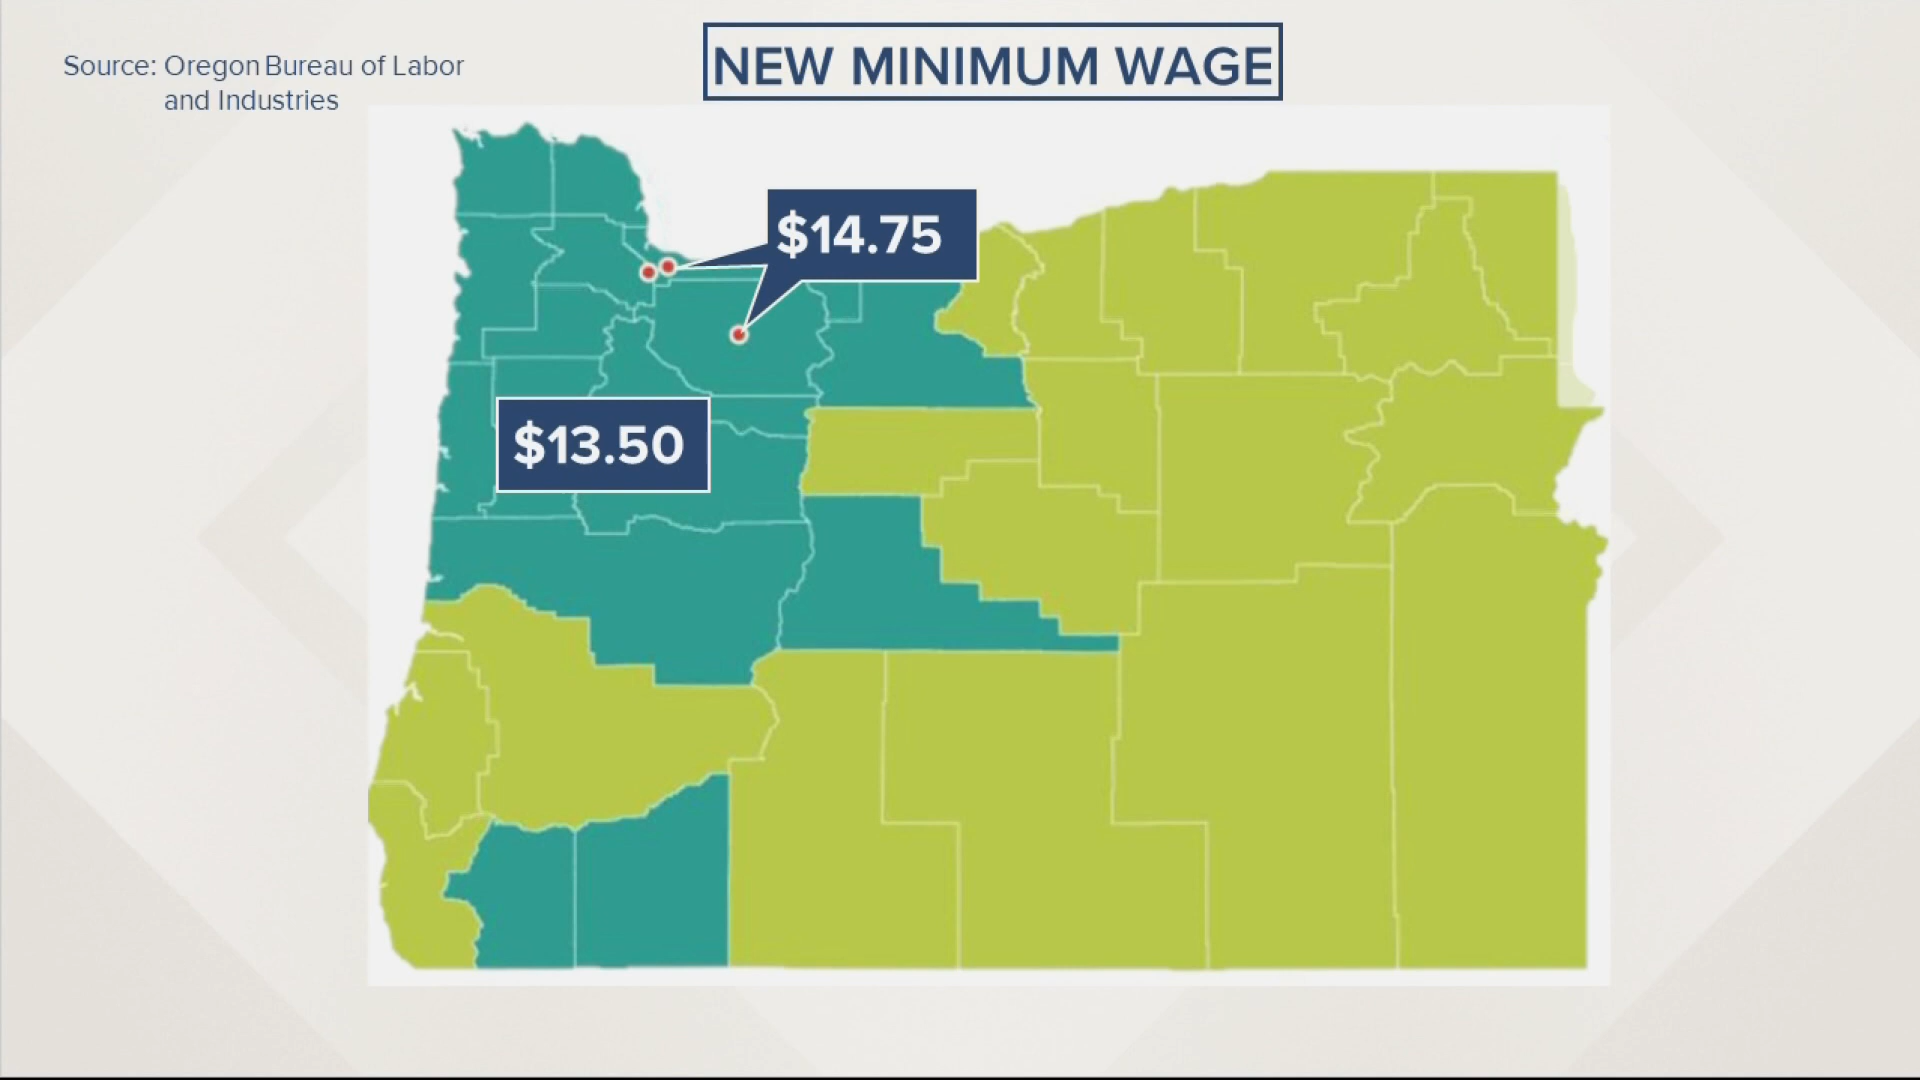 Source: Oregon Bureau of Labor
and Industries
NEW MINIMUM WAGE
$14.75
$13.50